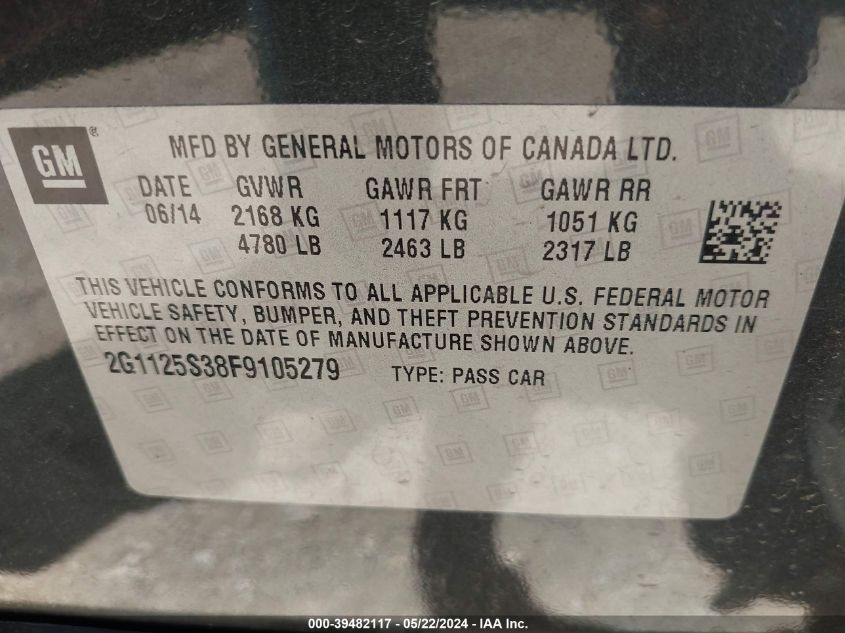 GM®
MFD BY GENERAL MOTORS OF CANADA LTD.
DATE GVWR GAWR FRT GAWR RR
06/14 2168 KG 1117 KG 1051 KG
4780 LB 2463 LB 2317 LB
THIS VEHICLE CONFORMS TO ALL APPLICABLE U.S. FEDERAL MOTOR
VEHICLE SAFETY, BUMPER, AND THEFT PREVENTION STANDARDS IN
EFFECT ON THE DATE OF MANUFACTURE SHOWN ABOVE.
2G1125S38F9105279 TYPE: PASS CAR
000-39482117 - 05/22/2024 - IAA Inc.